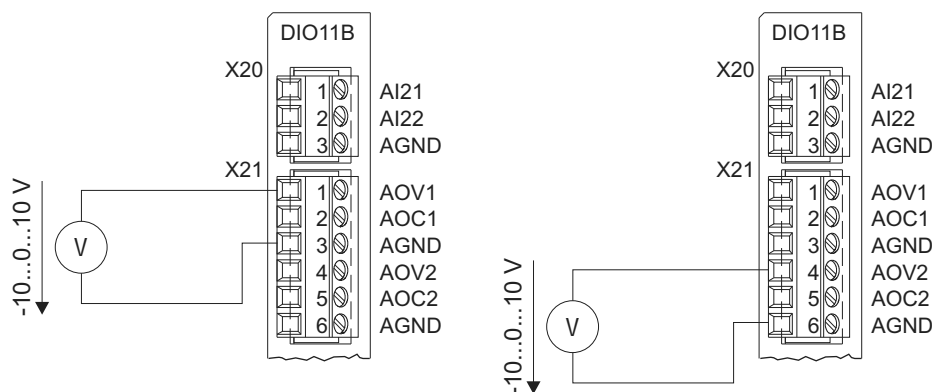 DIO11B
X20
1 AI21
2 AI22
3 AGND
X21
1 AOV1
2 AOC1
3 AGND
4 AOV2
5 AOC2
6 AGND
V
-10...0...10 V
DIO11B
X20
1 AI21
2 AI22
3 AGND
X21
1 AOV1
2 AOC1
3 AGND
4 AOV2
5 AOC2
6 AGND
V
-10...0...10 V